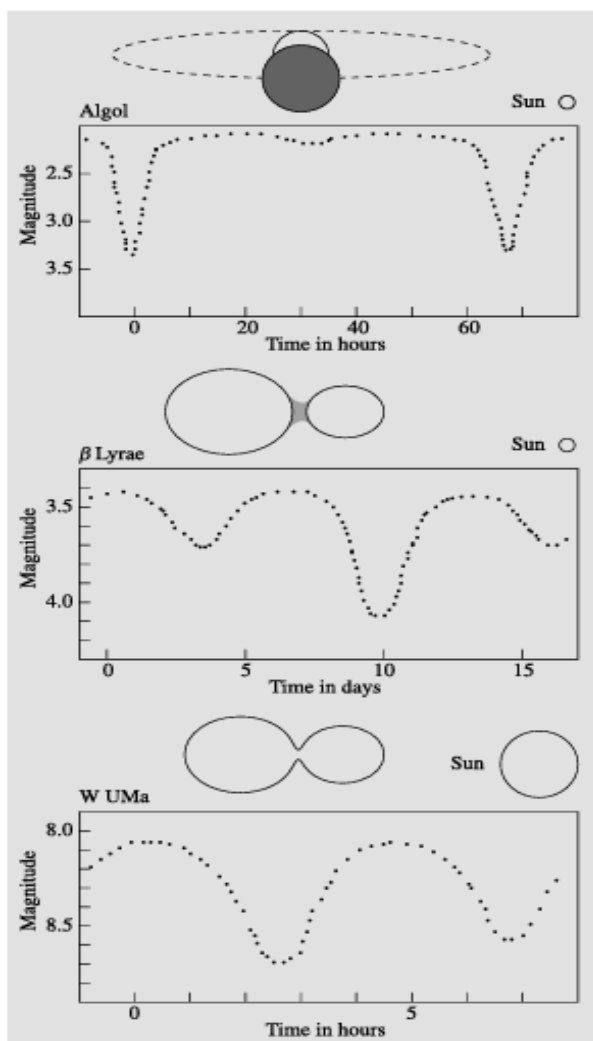 Sun
Algol
Magnitude
2.5
3.0
3.5
0 20 40 60
Time in hours
Sun
β Lyrae
Magnitude
3.5
4.0
0 5 10 15
Time in days
Sun
W UMa
Magnitude
8.0
8.5
0 5
Time in hours